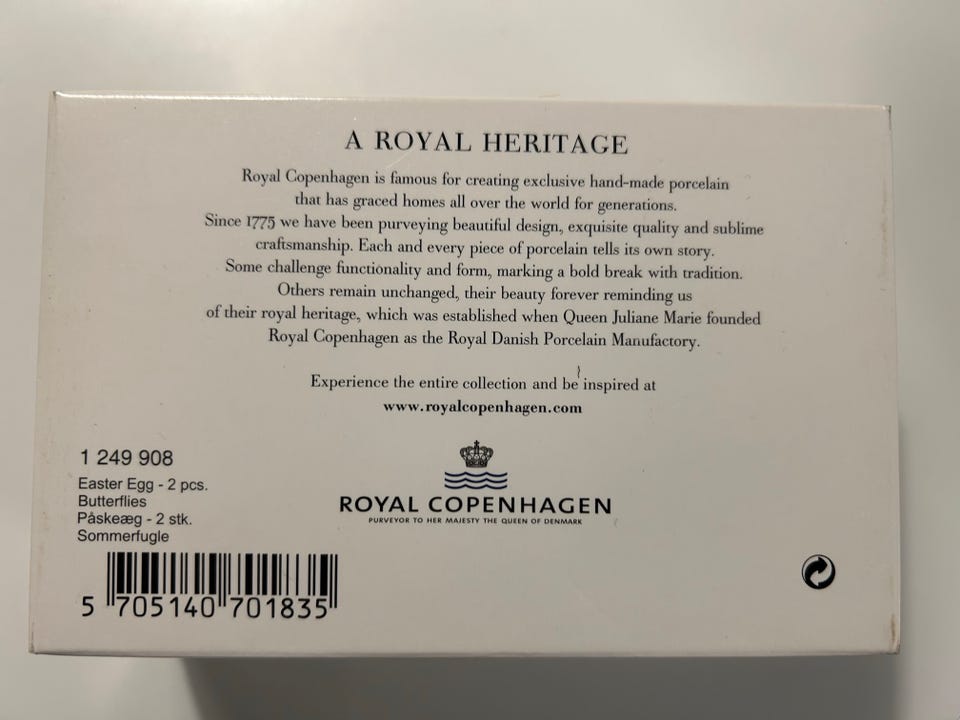 A ROYAL HERITAGE
Royal Copenhagen is famous for creating exclusive hand-made porcelain
that has graced homes all over the world for generations.
Since 1775 we have been purveying beautiful design, exquisite quality and sublime
craftsmanship. Each and every piece of porcelain tells its own story.
Some challenge functionality and form, marking a bold break with tradition.
Others remain unchanged, their beauty forever reminding us
of their royal heritage, which was established when Queen Juliane Marie founded
Royal Copenhagen as the Royal Danish Porcelain Manufactory.
Experience the entire collection and be inspired at
www.royalcopenhagen.com
ROYAL COPENHAGEN
PURVEYOR TO HER MAJESTY THE QUEEN OF DENMARK
1 249 908
Easter Egg - 2 pcs.
Butterflies
Påskeæg - 2 stk.
Sommerfugle
5 705140 701835